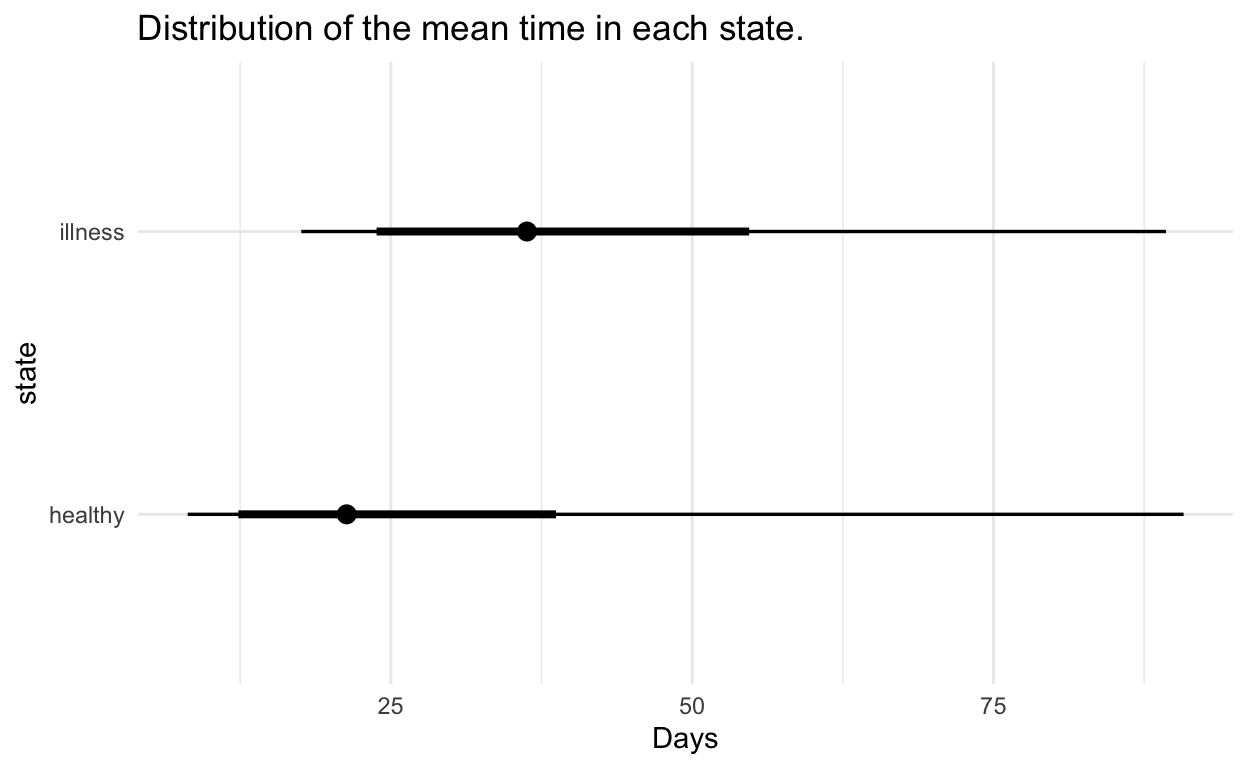 Distribution of the mean time in each state.
illness
state
healthy
25 50 75
Days